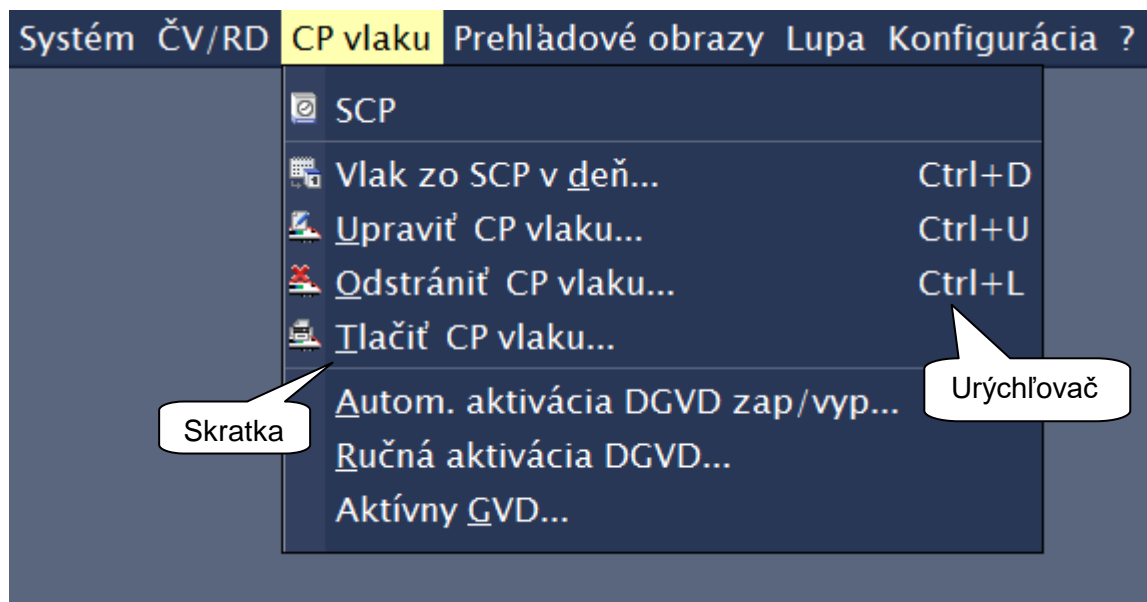 Systém ČV/RD CP vlaku Prehľadové obrazy Lupa Konfigurácia ?
SCP
Vlak zo SCP v deň... Ctrl+D
Upraviť CP vlaku... Ctrl+U
Odstrániť CP vlaku... Ctrl+L
Tlačiť CP vlaku...
Urýchľovač
Skratka
Autom. aktivácia DGVD zap/vyp...
Ručná aktivácia DGVD...
Aktívny GVD...